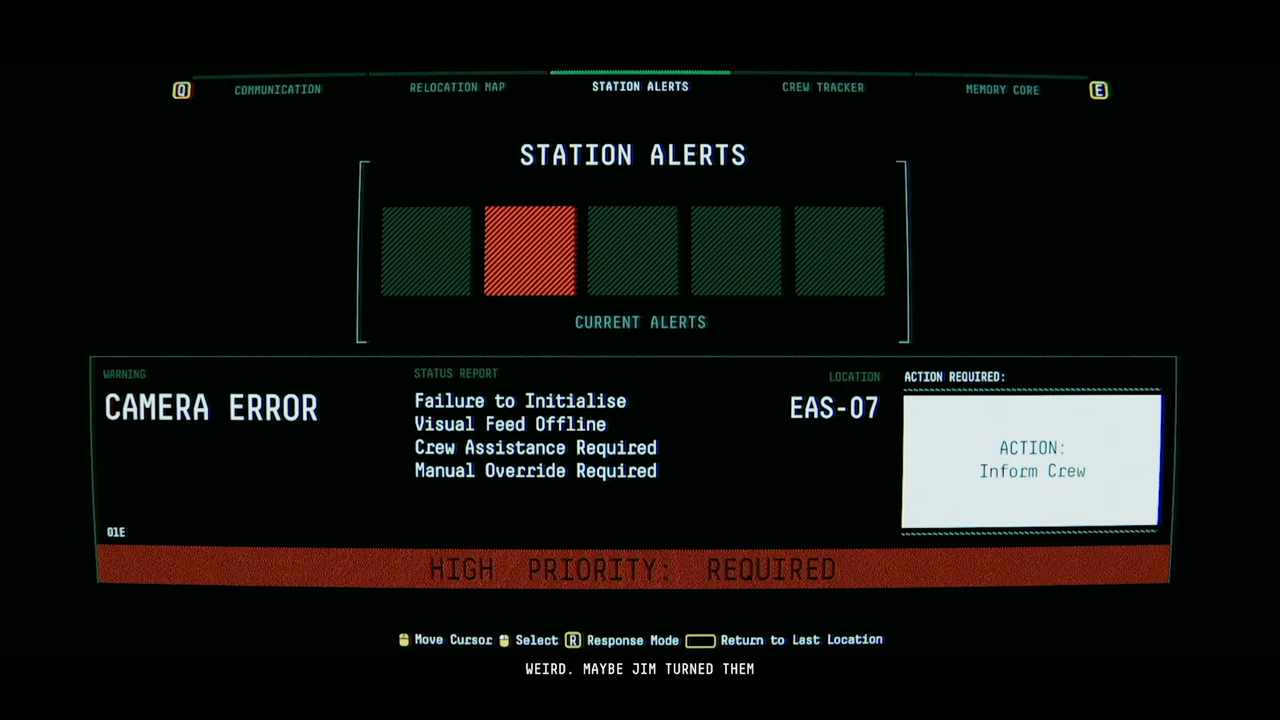 Q COMMUNICATION RELOCATION MAP STATION ALERTS CREW TRACKER MEMORY CORE E
STATION ALERTS
CURRENT ALERTS
WARNING
CAMERA ERROR
01E
STATUS REPORT
Failure to Initialise
Visual Feed Offline
Crew Assistance Required
Manual Override Required
LOCATION
EAS-07
ACTION REQUIRED:
ACTION:
Inform Crew
HIGH PRIORITY: REQUIRED
Move Cursor Select R Response Mode Return to Last Location
WEIRD. MAYBE JIM TURNED THEM